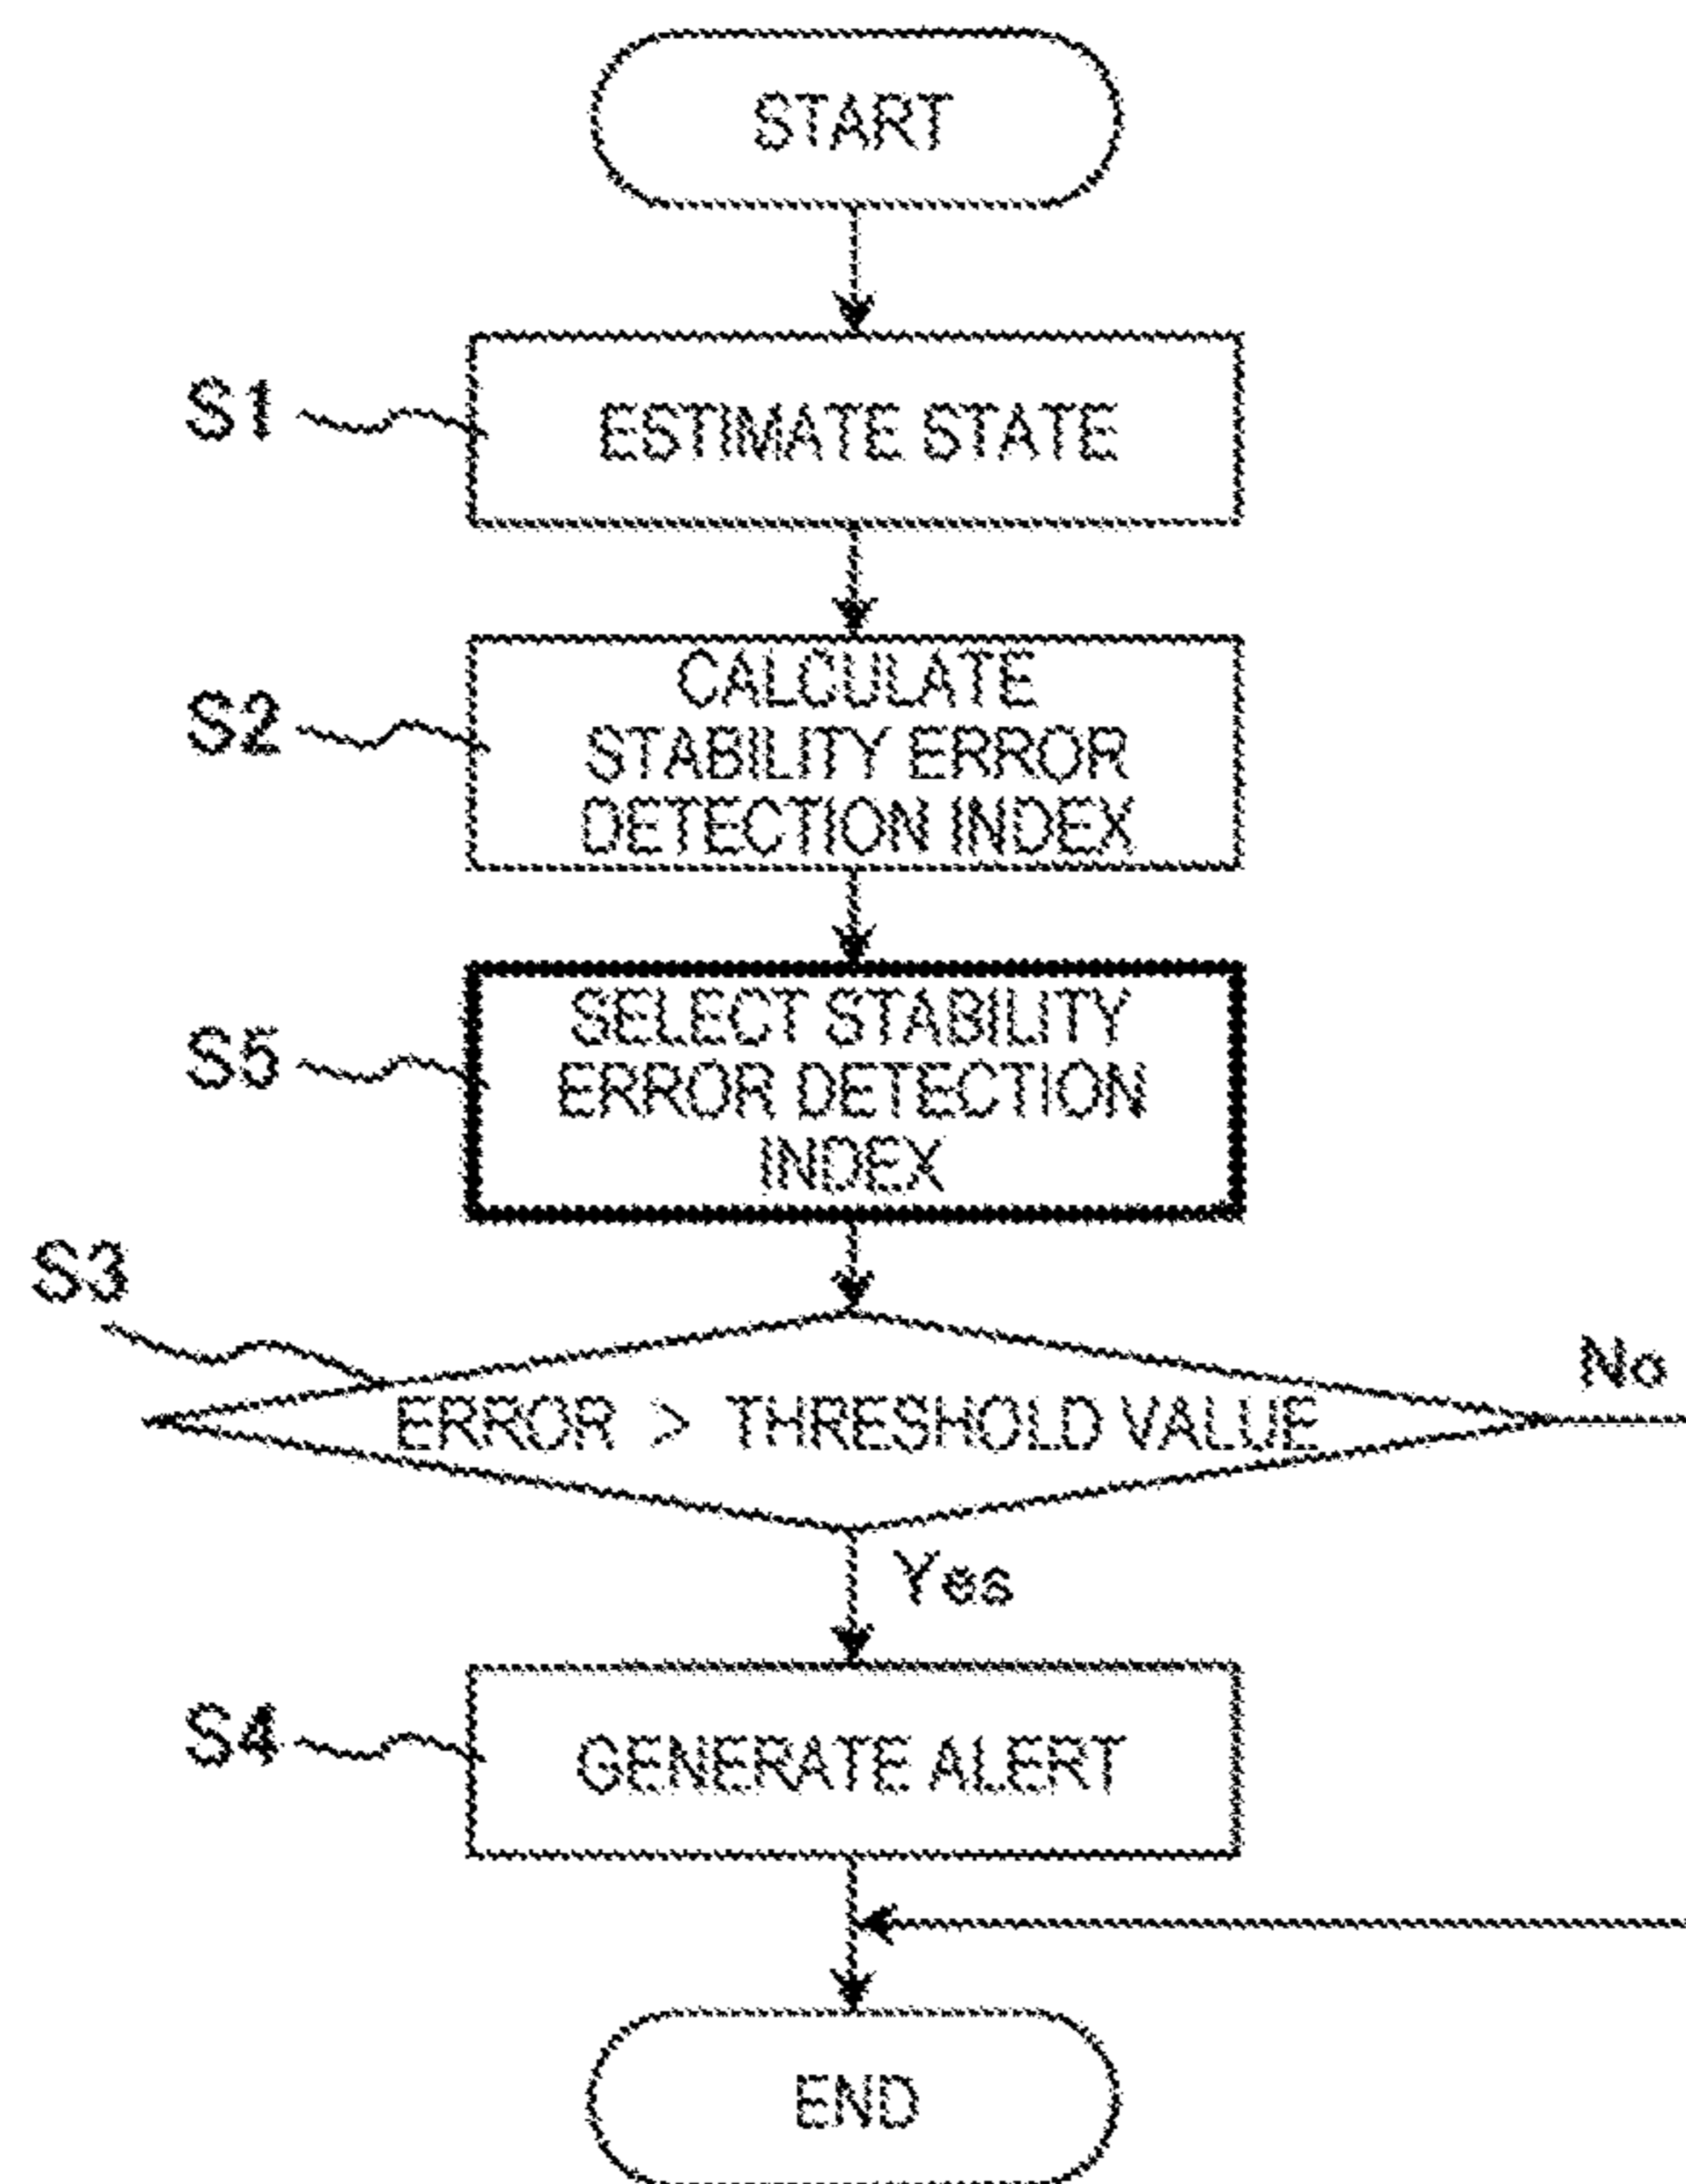 START
S1
ESTIMATE STATE
S2
CALCULATE
STABILITY ERROR
DETECTION INDEX
S5
SELECT STABILITY
ERROR DETECTION
INDEX
S3
ERROR > THRESHOLD VALUE
No
Yes
S4
GENERATE ALERT
END